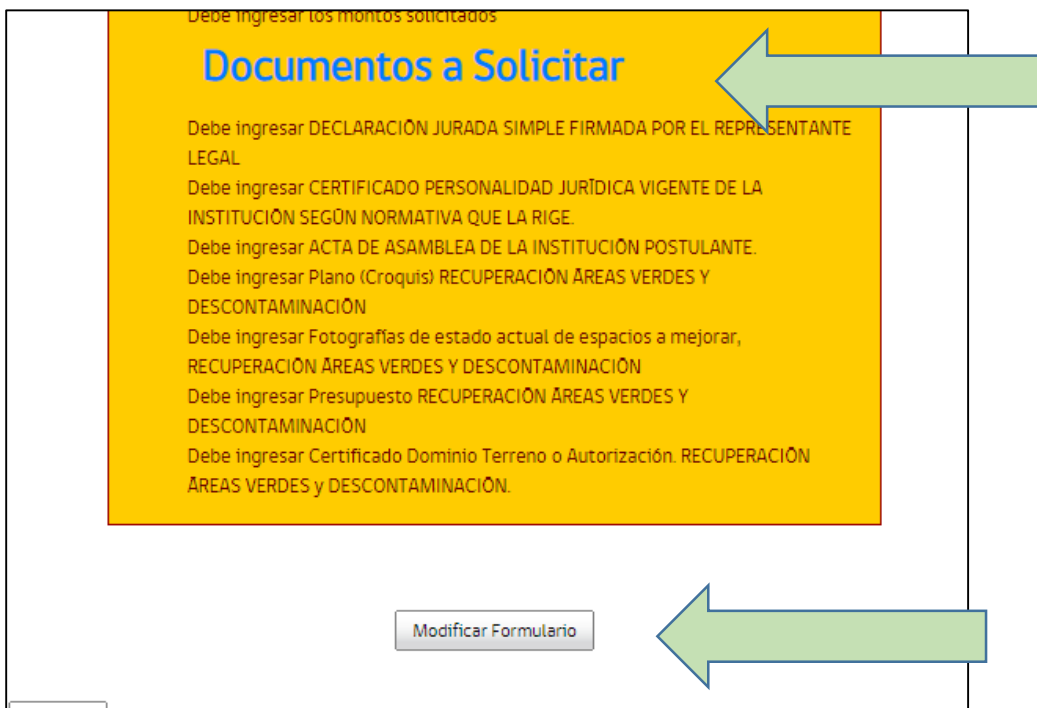 Debe ingresar los montos solicitados
Documentos a Solicitar
Debe ingresar DECLARACIÓN JURADA SIMPLE FIRMADA POR EL REPRESENTANTE
LEGAL
Debe ingresar CERTIFICADO PERSONALIDAD JURÍDICA VIGENTE DE LA
INSTITUCIÓN SEGÚN NORMATIVA QUE LA RIGE.
Debe ingresar ACTA DE ASAMBLEA DE LA INSTITUCIÓN POSTULANTE.
Debe ingresar Plano (Croquis) RECUPERACIÓN ÁREAS VERDES Y
DESCONTAMINACIÓN
Debe ingresar Fotografías de estado actual de espacios a mejorar,
RECUPERACIÓN ÁREAS VERDES Y DESCONTAMINACIÓN
Debe ingresar Presupuesto RECUPERACIÓN ÁREAS VERDES Y
DESCONTAMINACIÓN
Debe ingresar Certificado Dominio Terreno o Autorización. RECUPERACIÓN
ÁREAS VERDES y DESCONTAMINACIÓN.
Modificar Formulario